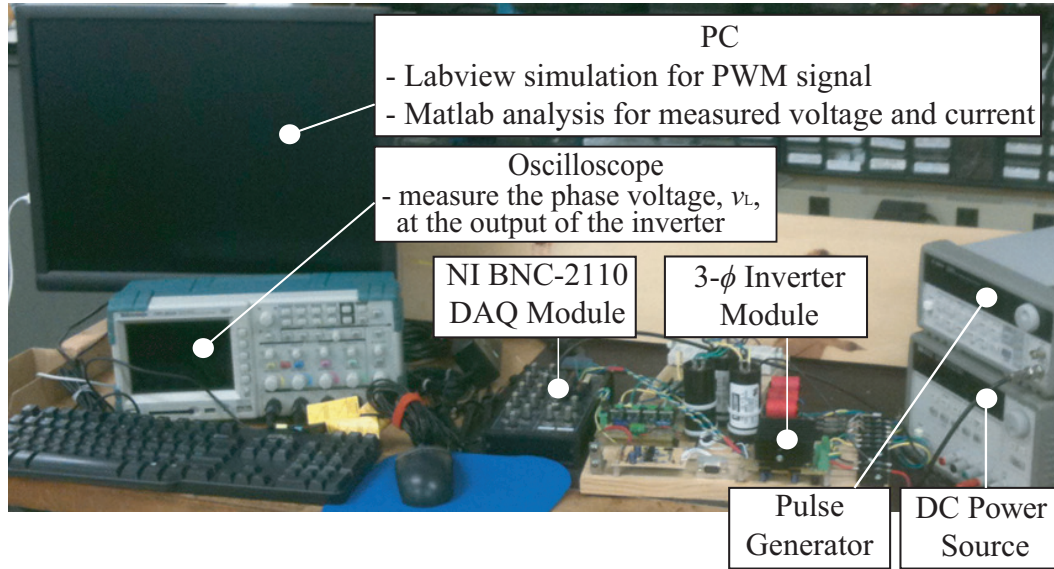 PC
- Labview simulation for PWM signal
- Matlab analysis for measured voltage and current
Oscilloscope
- measure the phase voltage, vL,
at the output of the inverter
NI BNC-2110
DAQ Module
3-ϕ Inverter
Module
Pulse
Generator
DC Power
Source